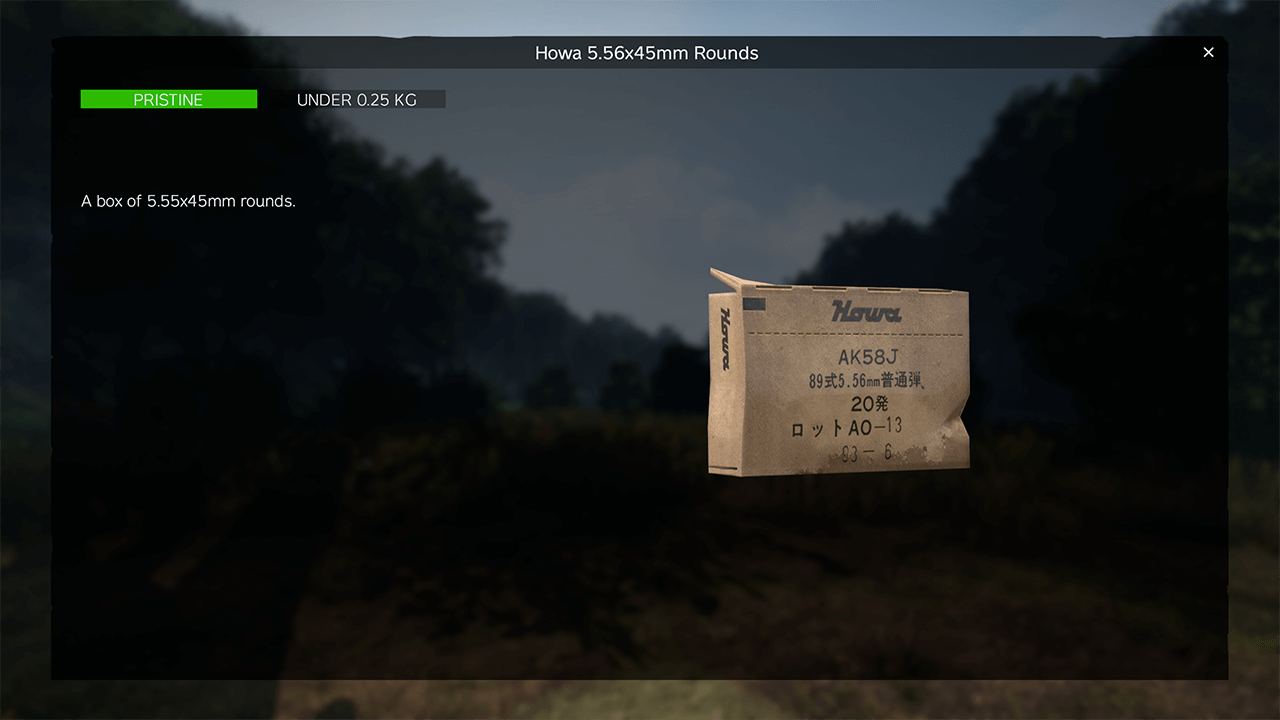 Howa 5.56x45mm Rounds
PRISTINE
UNDER 0.25 KG
A box of 5.55x45mm rounds.
Howa
Howa
AK58J
89式5.56mm普通弾、
20発
ロットAO-13
93-6